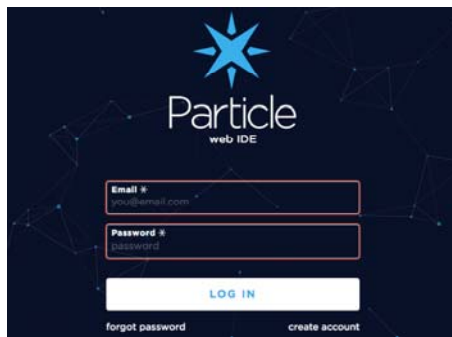 Particle
web IDE
Email *
you@email.com
Password *
password
LOG IN
forgot password create account